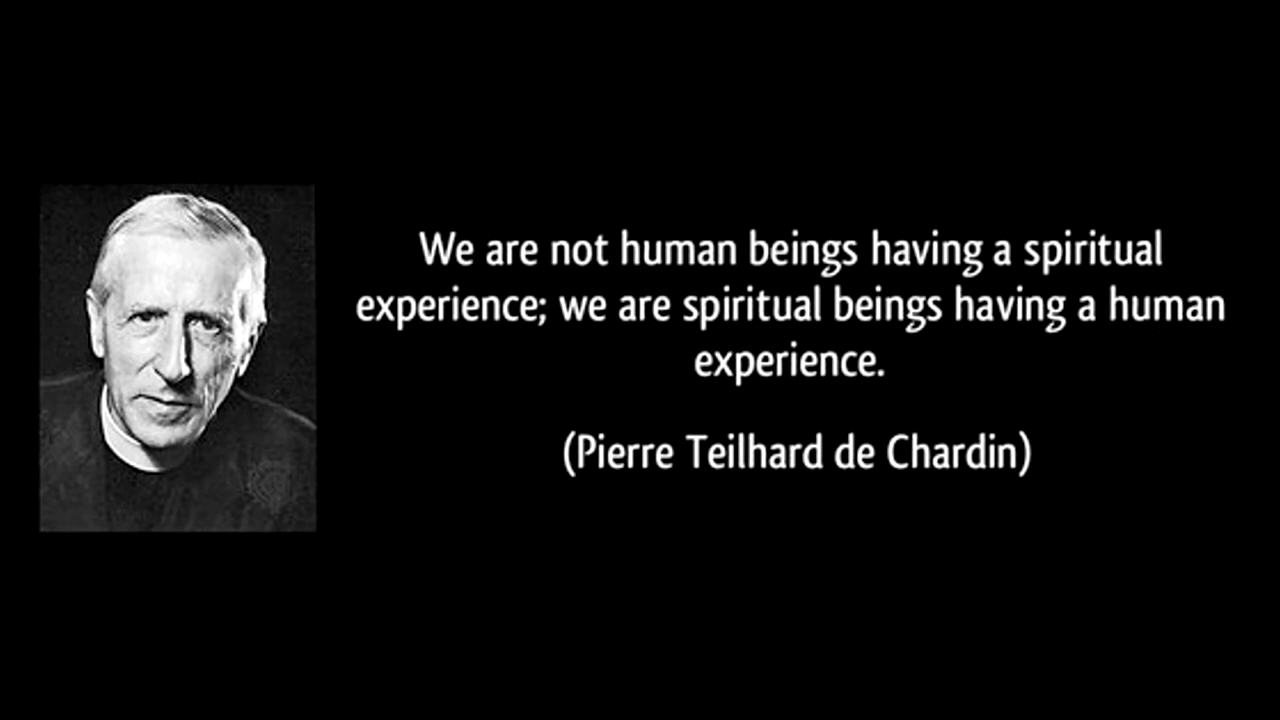 We are not human beings having a spiritual
experience; we are spiritual beings having a human
experience.
(Pierre Teilhard de Chardin)